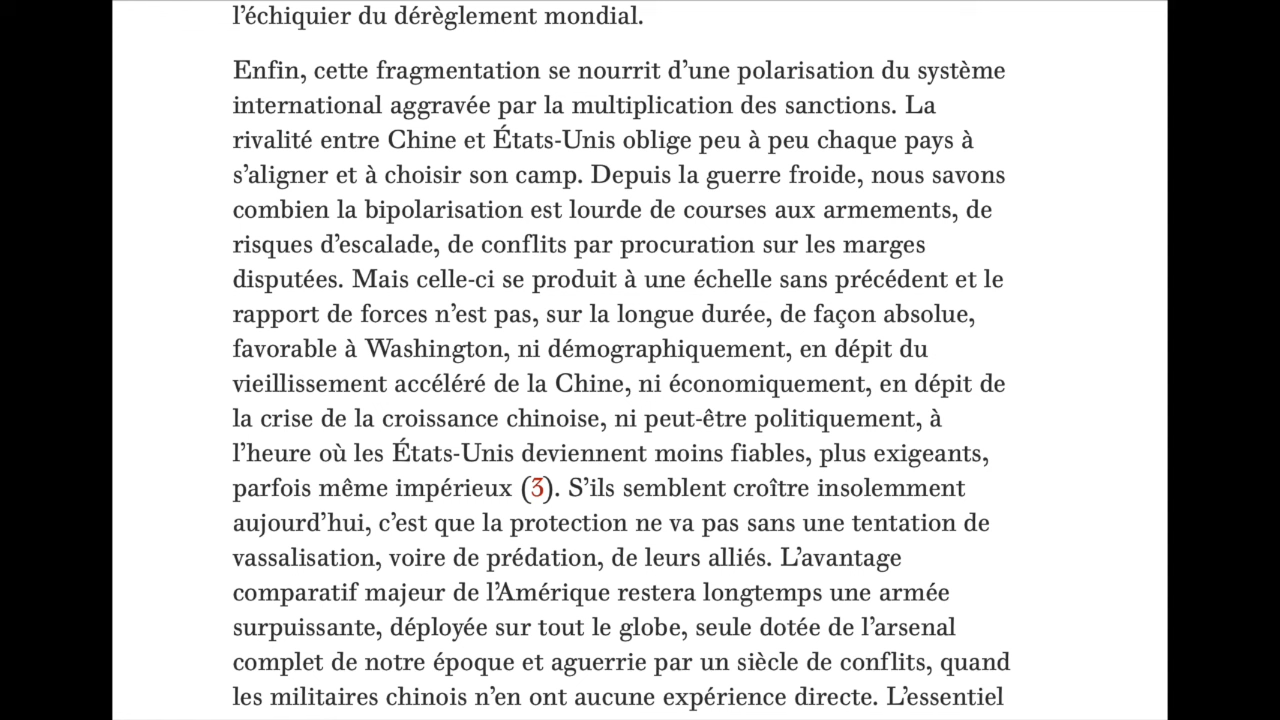 l’échiquier du dérèglement mondial.
Enfin, cette fragmentation se nourrit d’une polarisation du système
international aggravée par la multiplication des sanctions. La
rivalité entre Chine et États-Unis oblige peu à peu chaque pays à
s’aligner et à choisir son camp. Depuis la guerre froide, nous savons
combien la bipolarisation est lourde de courses aux armements, de
risques d’escalade, de conflits par procuration sur les marges
disputées. Mais celle-ci se produit à une échelle sans précédent et le
rapport de forces n’est pas, sur la longue durée, de façon absolue,
favorable à Washington, ni démographiquement, en dépit du
vieillissement accéléré de la Chine, ni économiquement, en dépit de
la crise de la croissance chinoise, ni peut-être politiquement, à
l’heure où les États-Unis deviennent moins fiables, plus exigeants,
parfois même impérieux (3). S’ils semblent croître insolemment
aujourd’hui, c’est que la protection ne va pas sans une tentation de
vassalisation, voire de prédation, de leurs alliés. L’avantage
comparatif majeur de l’Amérique restera longtemps une armée
surpuissante, déployée sur tout le globe, seule dotée de l’arsenal
complet de notre époque et aguerrie par un siècle de conflits, quand
les militaires chinois n’en ont aucune expérience directe. L’essentiel